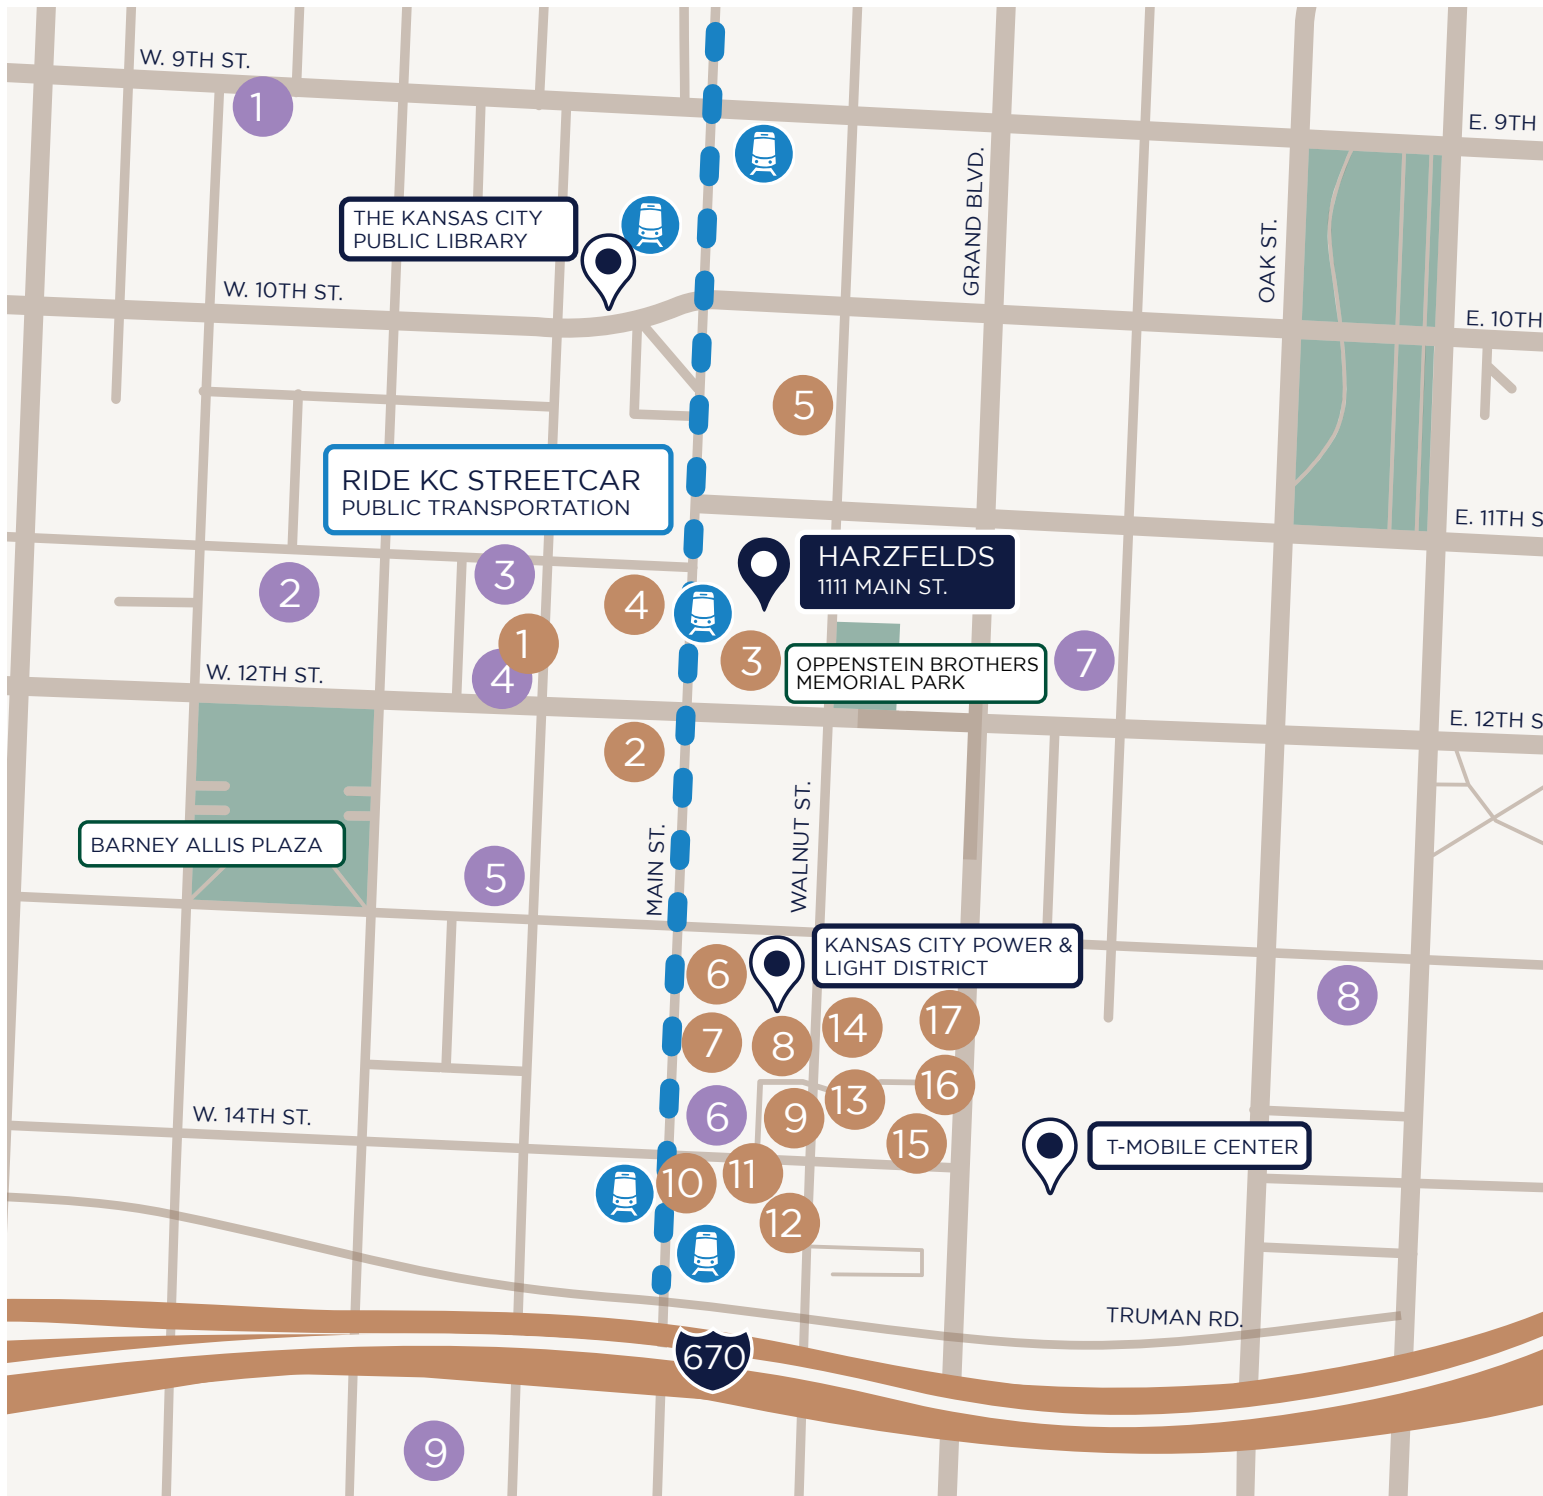 W. 9TH ST.
1
E. 9TH
THE KANSAS CITY
PUBLIC LIBRARY
GRAND BLVD.
OAK ST.
W. 10TH ST.
E. 10TH
5
RIDE KC STREETCAR
PUBLIC TRANSPORTATION
E. 11TH S
HARZFELDS
1111 MAIN ST.
2
3
4
1
4
3
OPPENSTEIN BROTHERS
MEMORIAL PARK
7
W. 12TH ST.
E. 12TH S
2
BARNEY ALLIS PLAZA
5
MAIN ST.
WALNUT ST.
KANSAS CITY POWER &
LIGHT DISTRICT
6
7
8
14
17
8
6
9
13
16
15
W. 14TH ST.
T-MOBILE CENTER
10
11
12
TRUMAN RD.
670
9